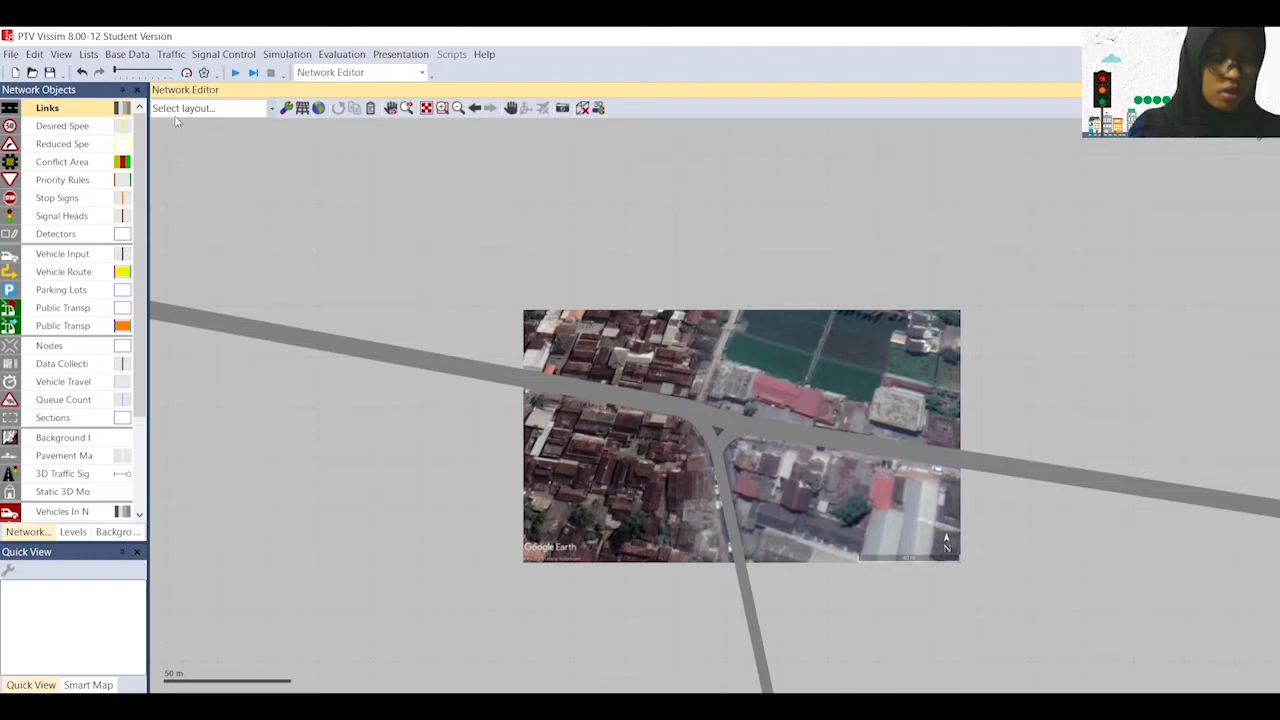 PTV Vissim 8.00-12 Student Version
File Edit View Lists Base Data Traffic Signal Control Simulation Evaluation Presentation Scripts Help
Network Editor
Network Objects
Network Editor
Select layout...
Links
Desired Spee
Reduced Spe
Conflict Area
Priority Rules
Stop Signs
Signal Heads
Detectors
Vehicle Input
Vehicle Route
Parking Lots
Public Transp
Public Transp
Nodes
Data Collecti
Vehicle Travel
Queue Count
Sections
Background I
Pavement Ma
3D Traffic Sig
Static 3D Mo
Vehicles In N
Network... Levels Backgro...
Quick View
Quick View Smart Map
50 m
Google Earth
N